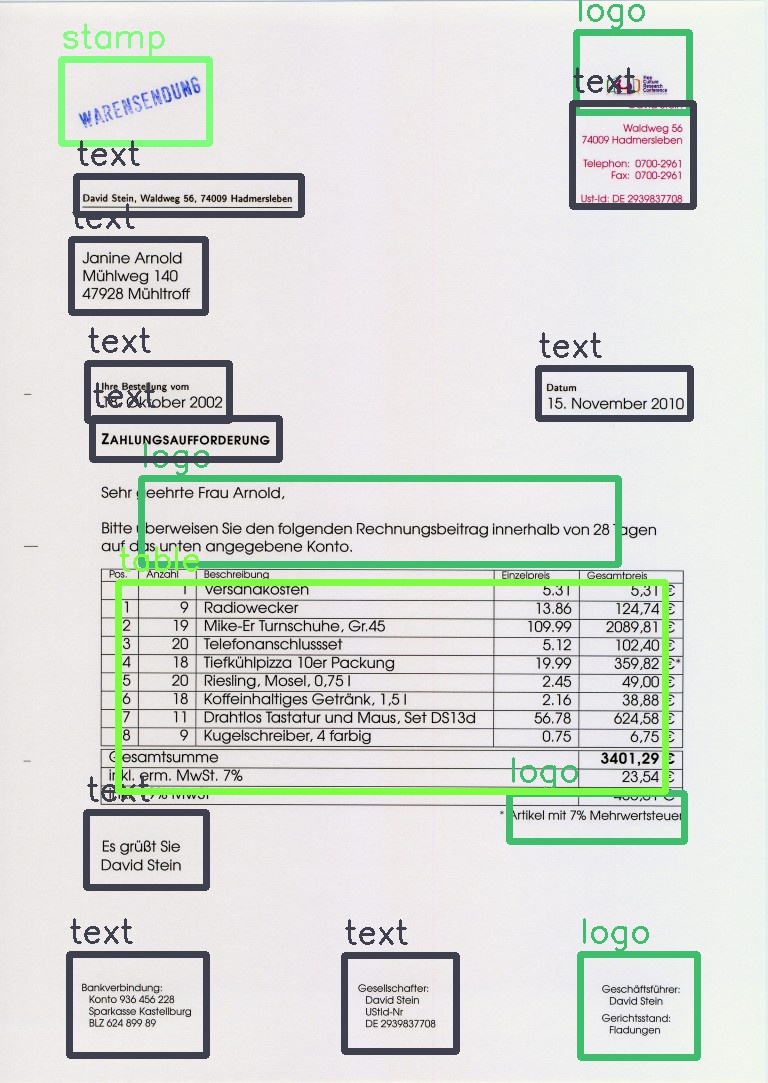 logo
stamp
WARENSENDUNG
Free
Culture
Research
Conference
text
Waldweg 56
74009 Hadmersleben
Telephon: 0700-2961
Fax: 0700-2961
Ust-Id: DE 2939837708
text
David Stein, Waldweg 56, 74009 Hadmersleben
text
Janine Arnold
Mühlweg 140
47928 Mühltroff
text
Ihre Bestellung vom
Oktober 2002
text
Datum
15. November 2010
text
ZAHLUNGSAUFFORDERUNG
logo
Sehr geehrte Frau Arnold,
Bitte überweisen Sie den folgenden Rechnungsbeitrag innerhalb von 28 Tagen
auf das unten angegebene Konto.
table
Pos. Anzahl Beschreibung Einzelpreis Gesamtpreis
1 Versandkosten 5.31 5,31 €
1 9 Radiowecker 13.86 124,74 €
2 19 Mike-Er Turnschuhe, Gr.45 109.99 2089,81 €
3 20 Telefonanschlussset 5.12 102,40 €
4 18 Tiefkühlpizza 10er Packung 19.99 359,82 €*
5 20 Riesling, Mosel, 0,75 l 2.45 49,00 €
6 18 Koffeinhaltiges Getränk, 1,5 l 2.16 38,88 €
7 11 Drahtlos Tastatur und Maus, Set DS13d 56.78 624,58 €
8 9 Kugelschreiber, 4 farbig 0.75 6,75 €
Gesamtsumme 3401,29 €
inkl. erm. MwSt. 7% 23,54 €
logo
* Artikel mit 7% Mehrwertsteuer
text
Es grüßt Sie
David Stein
text
Bankverbindung:
Konto 936 456 228
Sparkasse Kastellburg
BLZ 624 899 89
text
Gesellschafter:
David Stein
UStId-Nr
DE 2939837708
logo
Geschäftsführer:
David Stein
Gerichtsstand:
Fladungen